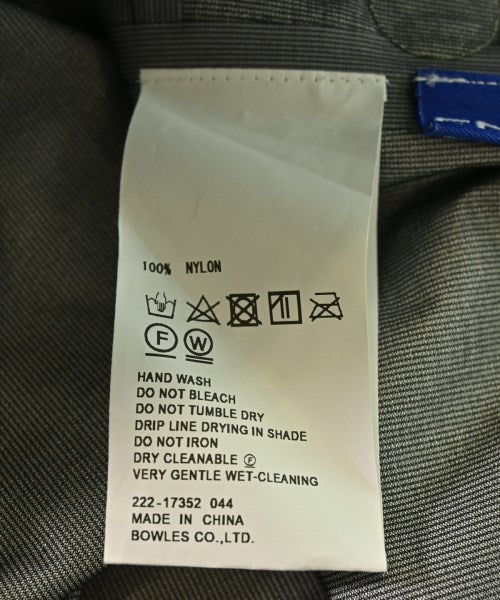 100% NYLON
F W
HAND WASH
DO NOT BLEACH
DO NOT TUMBLE DRY
DRIP LINE DRYING IN SHADE
DO NOT IRON
DRY CLEANABLE Ⓕ
VERY GENTLE WET-CLEANING
222-17352 044
MADE IN CHINA
BOWLES CO.,LTD.